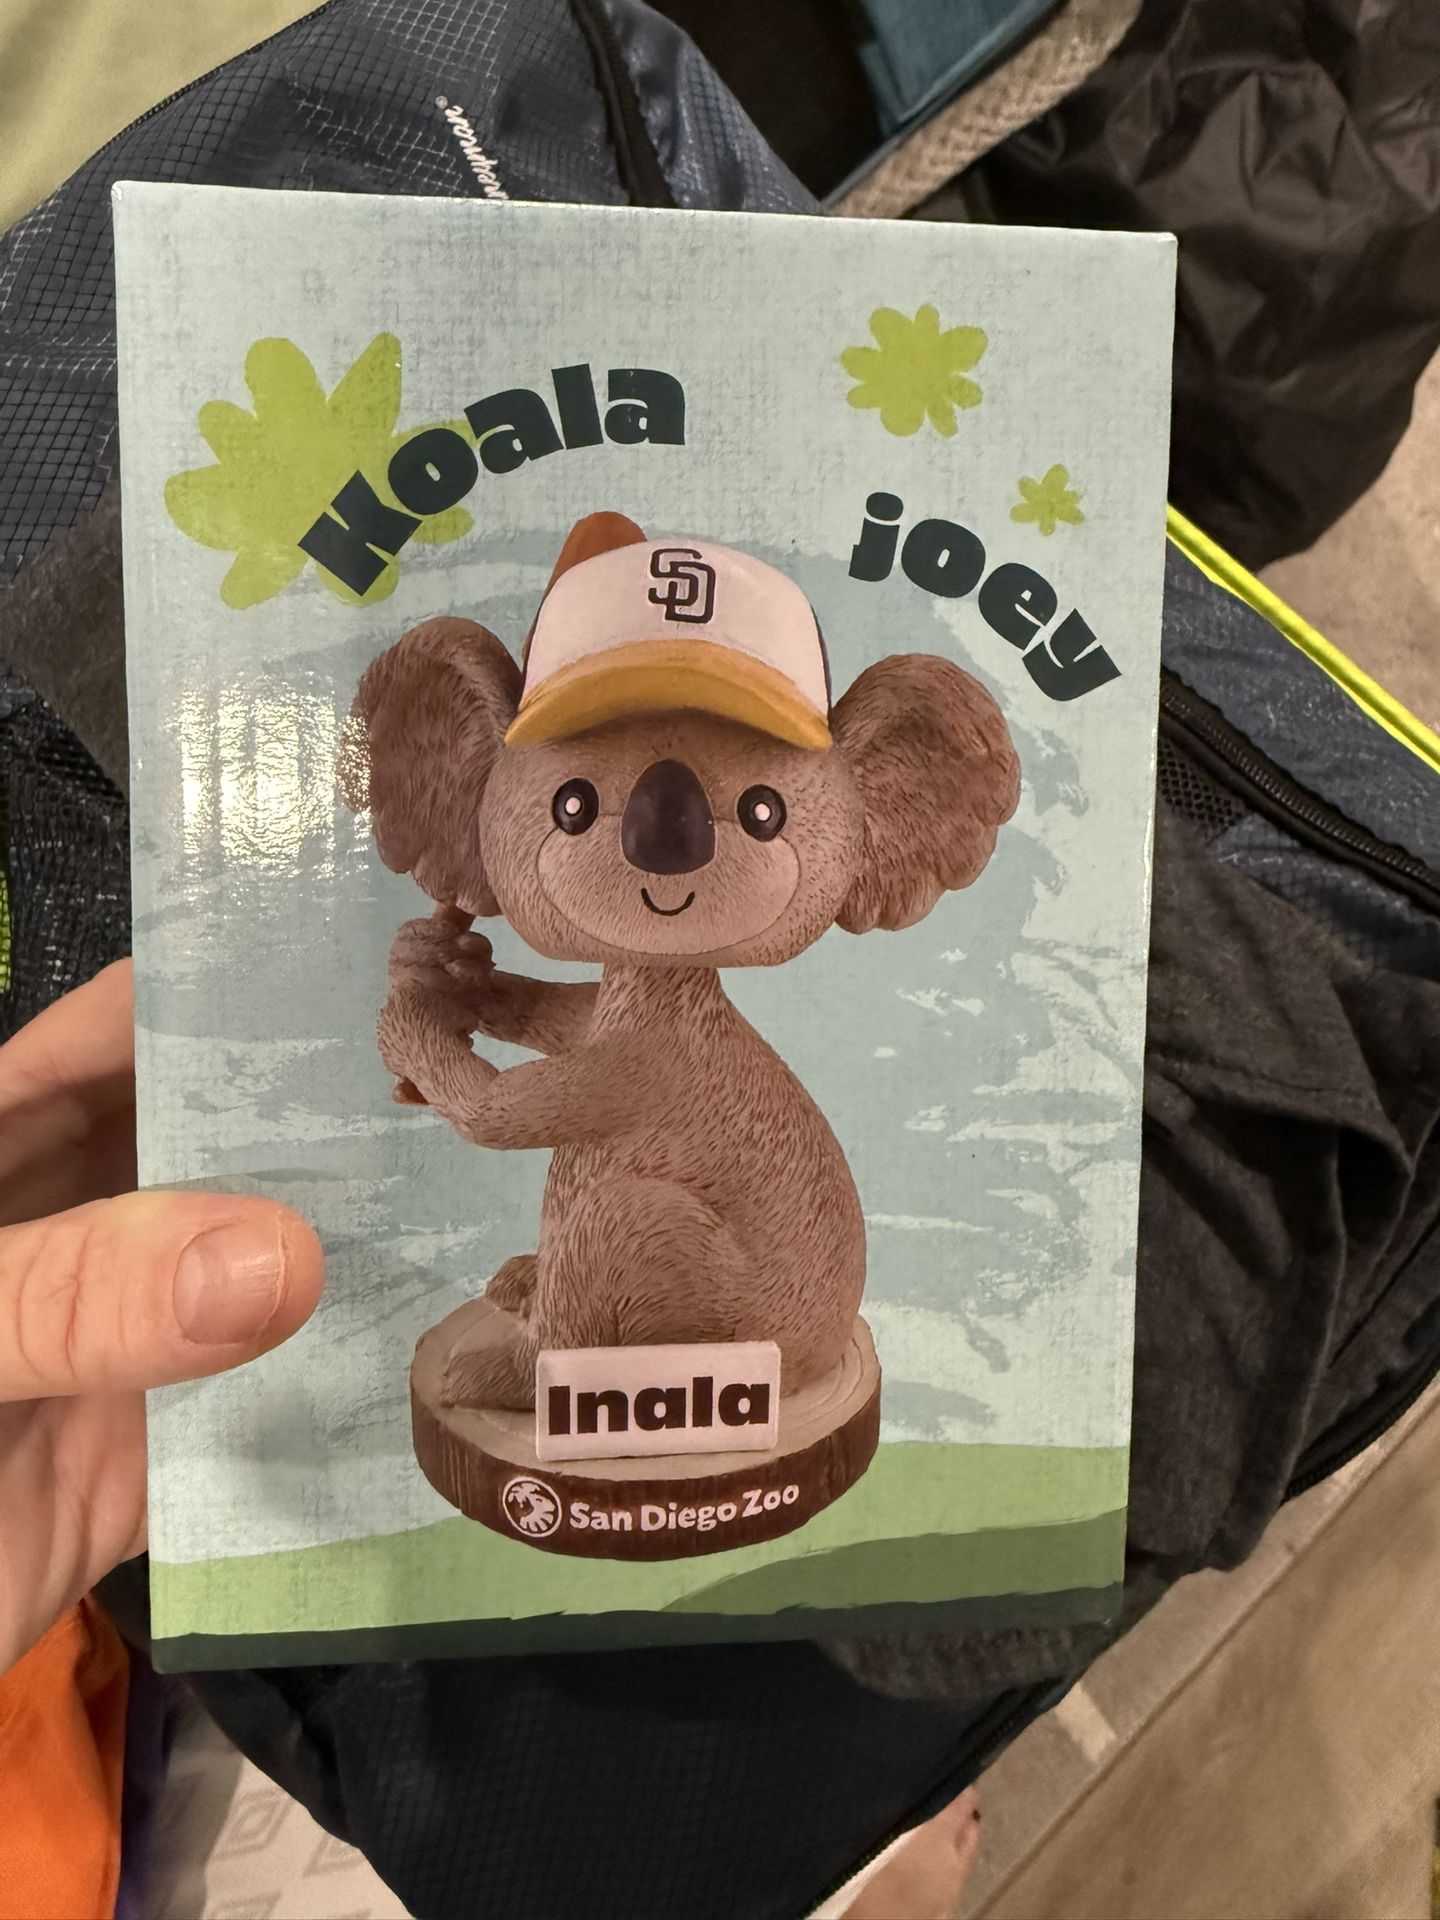 Koala
joey
SD
Inala
San Diego Zoo